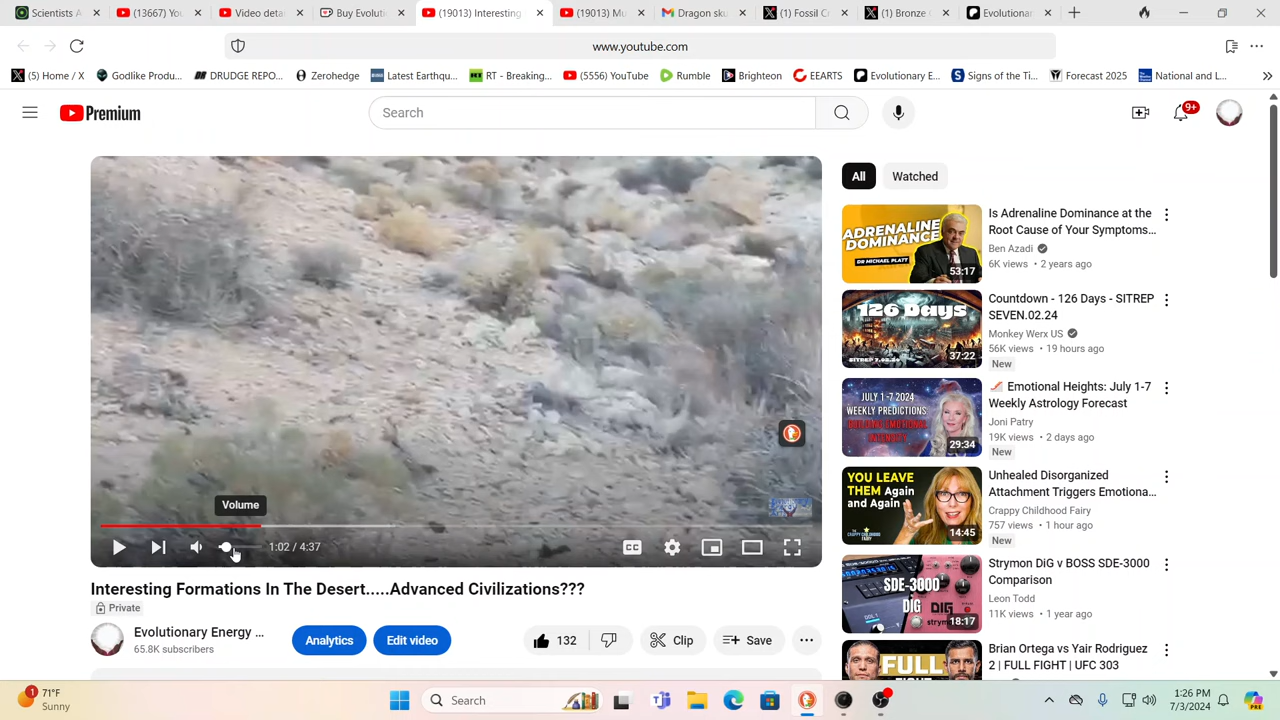 Scientists A
(13667) You
Video c
Buy Evoluti
(19013) Interesting
(19013) Mu
Dragon
(1) Foss
(1) Bronze
Evolutionar
www.youtube.com
(5) Home / X
Godlike Produ...
DRUDGE REPO...
Zerohedge
Latest Earthqu...
RT - Breaking...
(5556) YouTube
Rumble
Brighteon
EEARTS
Evolutionary E...
Signs of the Ti...
Forecast 2025
National and L...
Premium
Search
9+
All
Watched
ADRENALINE
DOMINANCE
DR MICHAEL PLATT
53:17
Is Adrenaline Dominance at the
Root Cause of Your Symptoms...
Ben Azadi
6K views • 2 years ago
126 Days
37:22
Countdown - 126 Days - SITREP
SEVEN.02.24
Monkey Werx US
56K views • 19 hours ago
New
JULY 1-7 2024
WEEKLY PREDICTIONS
29:34
Emotional Heights: July 1-7
Weekly Astrology Forecast
Joni Patry
19K views • 2 days ago
New
YOU LEAVE
THEM Again
and Again
14:45
Unhealed Disorganized
Attachment Triggers Emotiona...
Crappy Childhood Fairy
757 views • 1 hour ago
New
SDE-3000
DIG
18:17
Strymon DiG v BOSS SDE-3000
Comparison
Leon Todd
11K views • 1 year ago
FULL
Brian Ortega vs Yair Rodriguez
2 | FULL FIGHT | UFC 303
Volume
1:02 / 4:37
CC
Interesting Formations In The Desert.....Advanced Civilizations???
Private
Evolutionary Energy ...
65.8K subscribers
Analytics
Edit video
132
Clip
Save
1
71°F
Sunny
Search
1:26 PM
7/3/2024
PRE